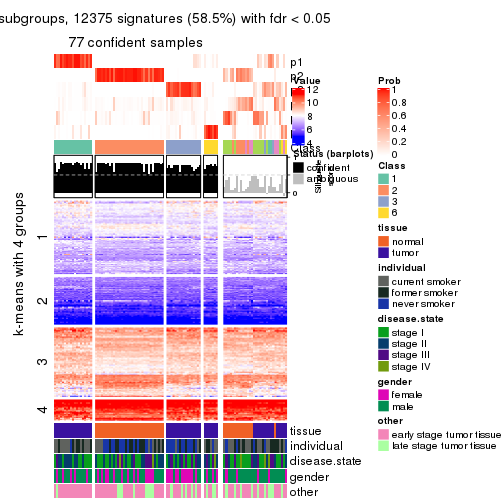 subgroups, 12375 signatures (58.5%) with fdr < 0.05
77 confident samples
p1
p2
Value
12
10
8
6
4
Prob
1
0.8
0.6
0.4
0.2
0
Class
Status (barplots)
confident
ambiguous
0
Class
1
2
3
6
k-means with 4 groups
1
2
3
4
tissue
normal
tumor
individual
current smoker
former smoker
never smoker
disease.state
stage I
stage II
stage III
stage IV
gender
female
male
other
early stage tumor tissue
late stage tumor tissue
tissue
individual
disease.state
gender
other